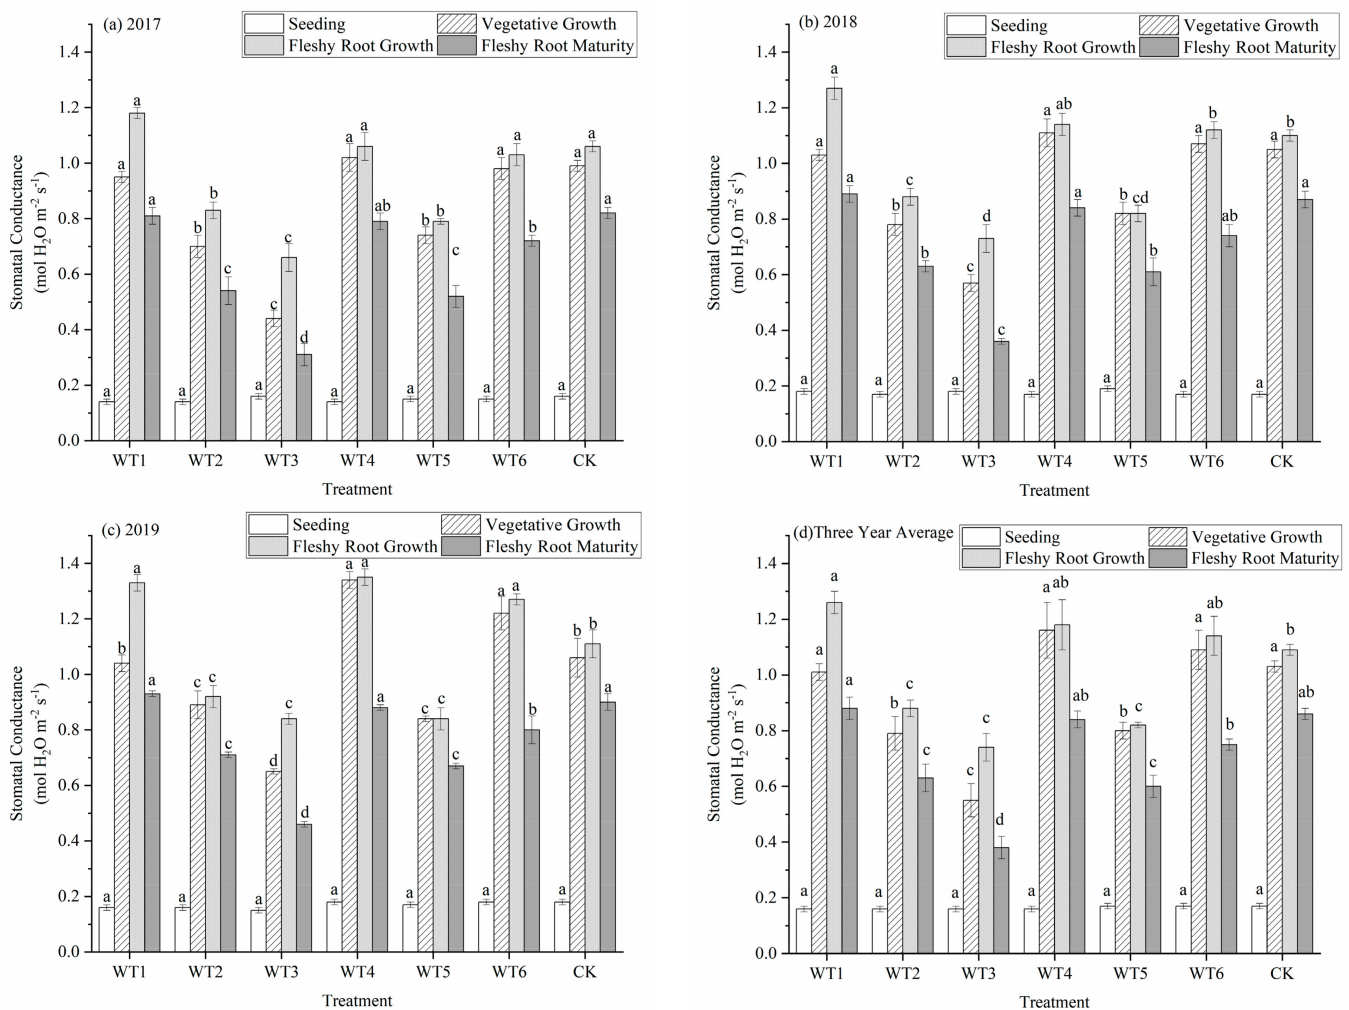 (a) 2017
Seeding
Vegetative Growth
Fleshy Root Growth
Fleshy Root Maturity
Stomatal Conductance
(mol H₂O m⁻² s⁻¹)
1.4
1.2
1.0
0.8
0.6
0.4
0.2
0.0
a a a a
a b b c
a c c d
a a a ab
a b b c
a a a b
a a a a
WT1 WT2 WT3 WT4 WT5 WT6 CK
Treatment
(b) 2018
Seeding
Vegetative Growth
Fleshy Root Growth
Fleshy Root Maturity
Stomatal Conductance
(mol H₂O m⁻² s⁻¹)
1.4
1.2
1.0
0.8
0.6
0.4
0.2
0.0
a a a a
a b c b
a c d c
a a ab a
a b cd b
a a b ab
a a b a
WT1 WT2 WT3 WT4 WT5 WT6 CK
Treatment
(c) 2019
Seeding
Vegetative Growth
Fleshy Root Growth
Fleshy Root Maturity
Stomatal Conductance
(mol H₂O m⁻² s⁻¹)
1.4
1.2
1.0
0.8
0.6
0.4
0.2
0.0
a b a a
a c c c
a d c d
a a a a
a c c c
a a a b
a b b a
WT1 WT2 WT3 WT4 WT5 WT6 CK
Treatment
(d)Three Year Average
Seeding
Vegetative Growth
Fleshy Root Growth
Fleshy Root Maturity
Stomatal Conductance
(mol H₂O m⁻² s⁻¹)
1.4
1.2
1.0
0.8
0.6
0.4
0.2
0.0
a a a a
a b c c
a c c d
a a ab ab
a b c c
a a ab b
a a b ab
WT1 WT2 WT3 WT4 WT5 WT6 CK
Treatment